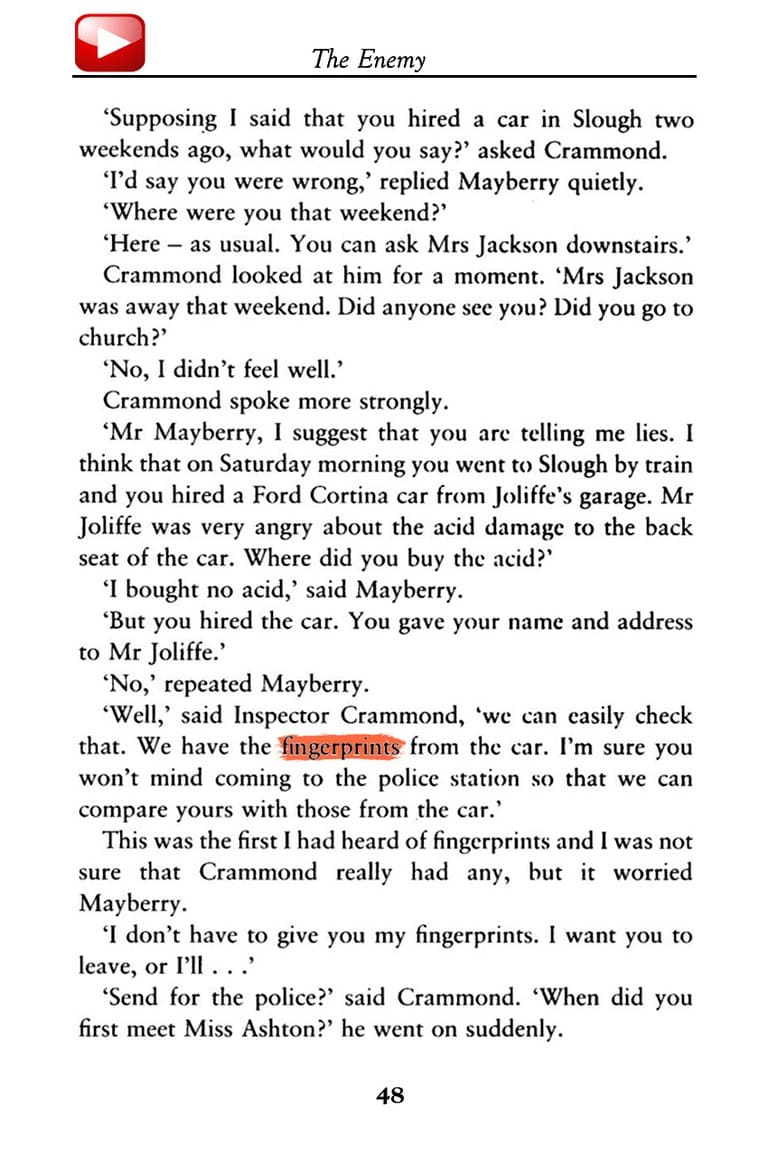 The Enemy
‘Supposing I said that you hired a car in Slough two
weekends ago, what would you say?’ asked Crammond.
‘I’d say you were wrong,’ replied Mayberry quietly.
‘Where were you that weekend?’
‘Here – as usual. You can ask Mrs Jackson downstairs.’
Crammond looked at him for a moment. ‘Mrs Jackson
was away that weekend. Did anyone see you? Did you go to
church?’
‘No, I didn’t feel well.’
Crammond spoke more strongly.
‘Mr Mayberry, I suggest that you are telling me lies. I
think that on Saturday morning you went to Slough by train
and you hired a Ford Cortina car from Joliffe’s garage. Mr
Joliffe was very angry about the acid damage to the back
seat of the car. Where did you buy the acid?’
‘I bought no acid,’ said Mayberry.
‘But you hired the car. You gave your name and address
to Mr Joliffe.’
‘No,’ repeated Mayberry.
‘Well,’ said Inspector Crammond, ‘we can easily check
that. We have the fingerprints from the car. I’m sure you
won’t mind coming to the police station so that we can
compare yours with those from the car.’
This was the first I had heard of fingerprints and I was not
sure that Crammond really had any, but it worried
Mayberry.
‘I don’t have to give you my fingerprints. I want you to
leave, or I’ll . . .’
‘Send for the police?’ said Crammond. ‘When did you
first meet Miss Ashton?’ he went on suddenly.
48